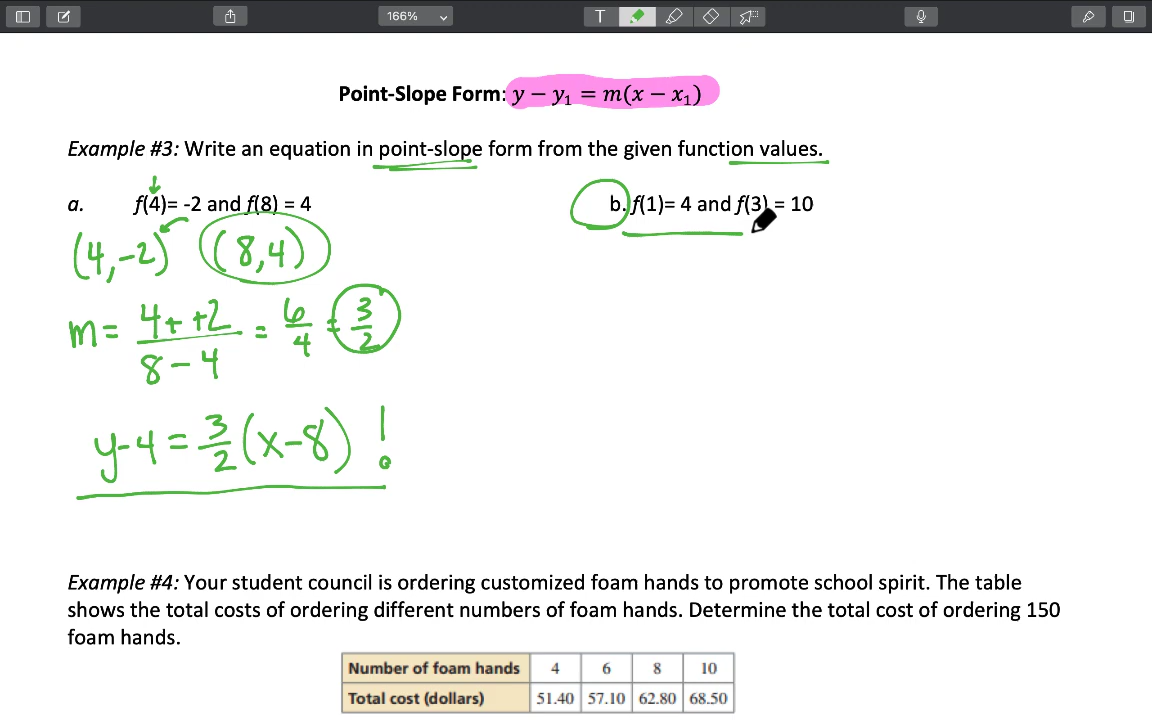 166%
T
Point-Slope Form: y − y₁ = m(x − x₁)
Example #3: Write an equation in point-slope form from the given function values.
a. f(4)= -2 and f(8) = 4
(4,-2) (8,4)
m = 4 + +2 / 8 - 4 = 6/4 = 3/2
y-4 = 3/2 (x-8) !
b. f(1)= 4 and f(3) = 10
Example #4: Your student council is ordering customized foam hands to promote school spirit. The table
shows the total costs of ordering different numbers of foam hands. Determine the total cost of ordering 150
foam hands.
Number of foam hands 4 6 8 10
Total cost (dollars) 51.40 57.10 62.80 68.50